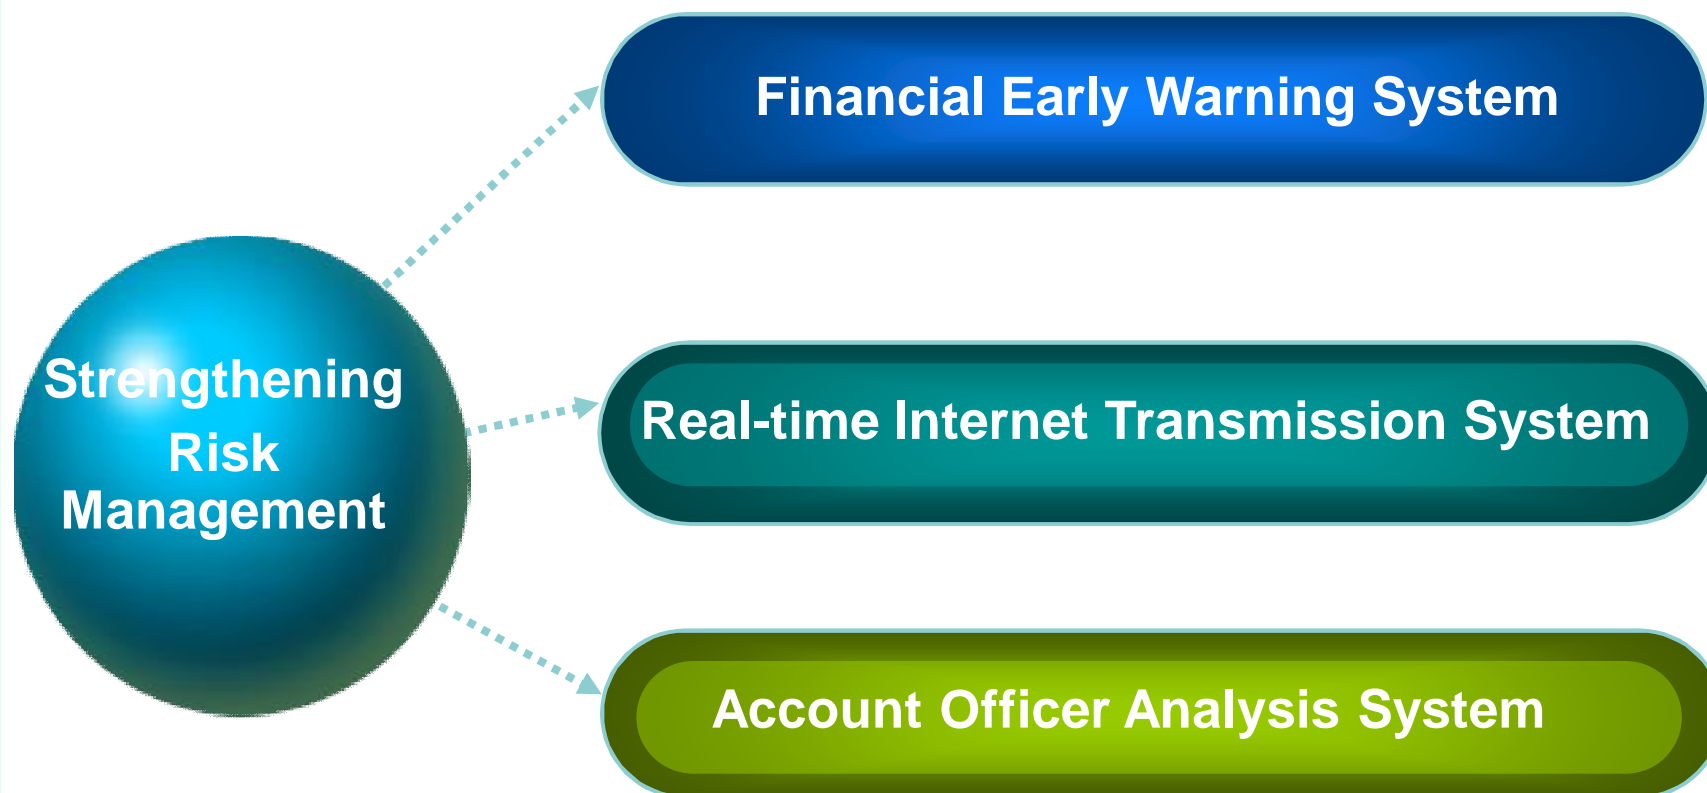 Financial Early Warning System
Strengthening
Risk
Management
Real-time Internet Transmission System
Account Officer Analysis System